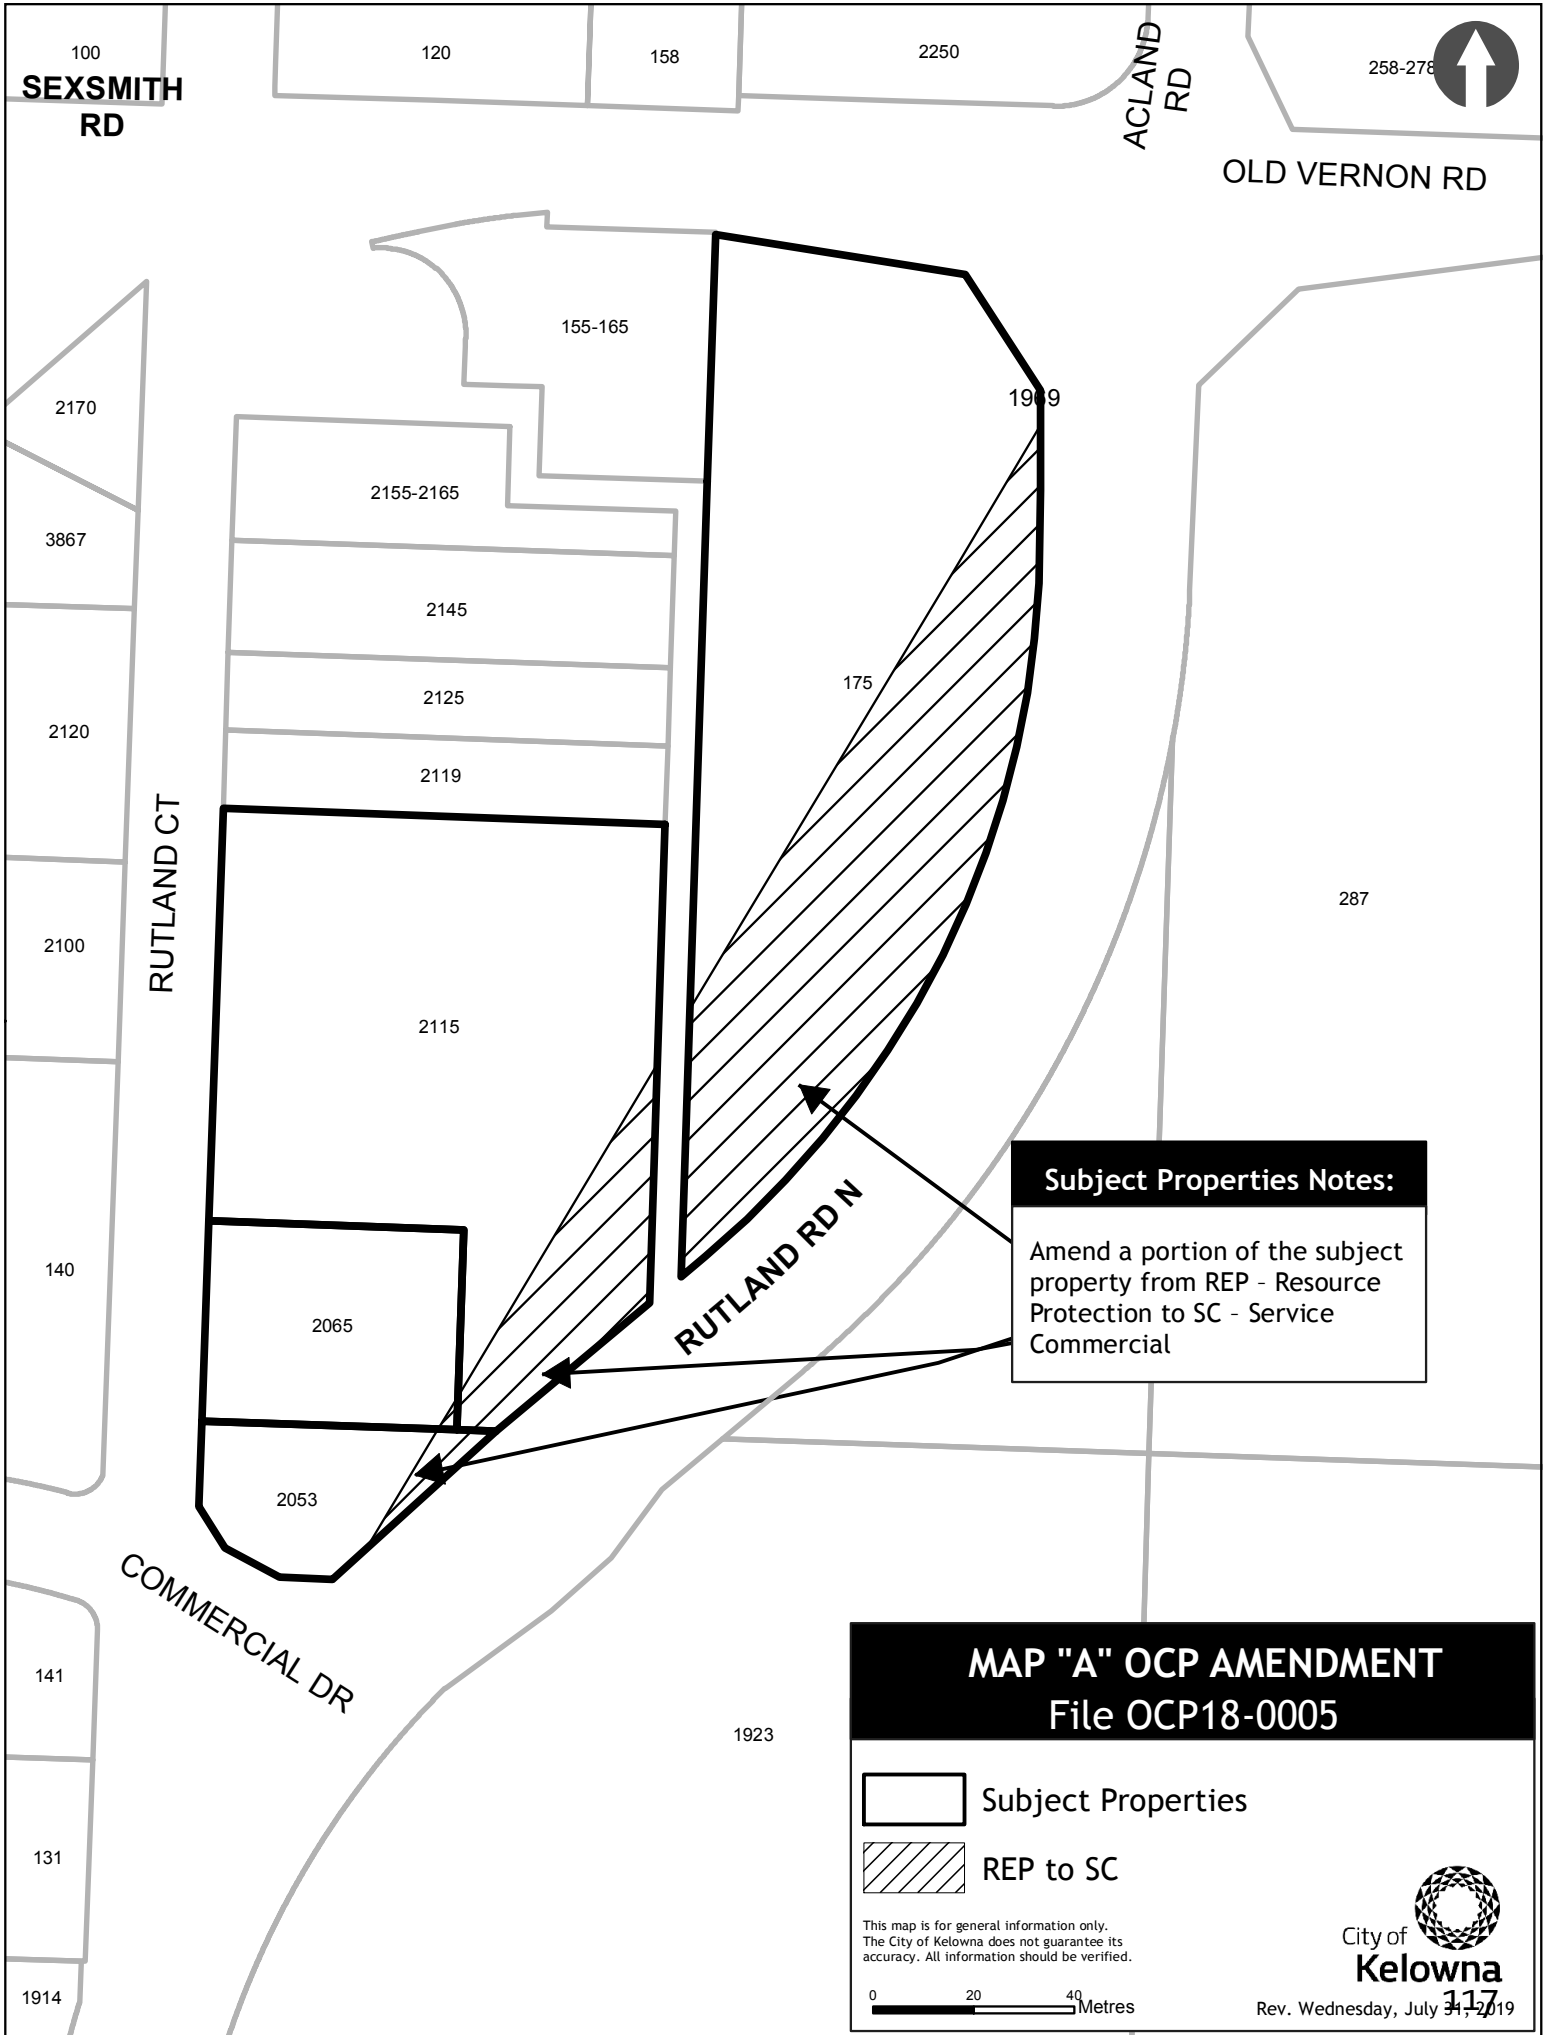 100
120
158
2250
ACLAND
RD
258-278
SEXSMITH
RD
OLD VERNON RD
155-165
1969
2170
2155-2165
3867
2145
175
2125
2120
2119
RUTLAND CT
287
2100
2115
140
RUTLAND RD N
2065
2053
Subject Properties Notes:
Amend a portion of the subject
property from REP - Resource
Protection to SC - Service
Commercial
COMMERCIAL DR
141
1923
131
1914
MAP "A" OCP AMENDMENT
File OCP18-0005
Subject Properties
REP to SC
This map is for general information only.
The City of Kelowna does not guarantee its
accuracy. All information should be verified.
0 20 40 Metres
City of
Kelowna
117
Rev. Wednesday, July 31, 2019